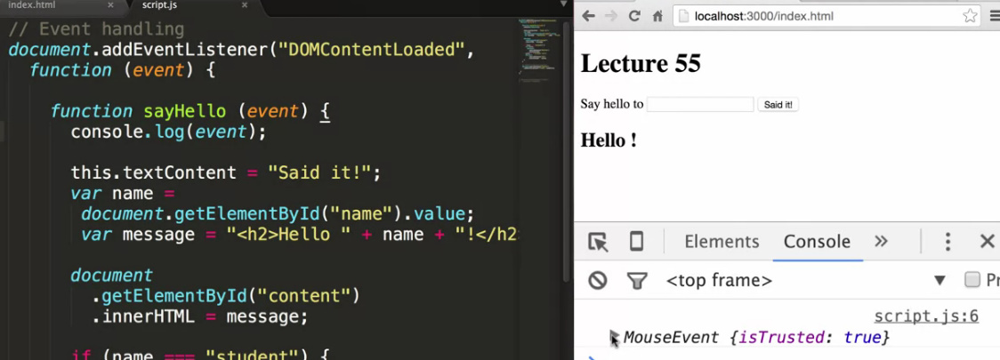 index.html
script.js
// Event handling
document.addEventListener("DOMContentLoaded",
function (event) {
function sayHello (event) {
console.log(event);
this.textContent = "Said it!";
var name =
document.getElementById("name").value;
var message = "<h2>Hello " + name + "!</h2
document
.getElementById("content")
.innerHTML = message;
if (name === "student") {
localhost:3000/index.html
Lecture 55
Say hello to Said it!
Hello !
Elements Console »
<top frame> ▼ Pr
script.js:6
MouseEvent {isTrusted: true}